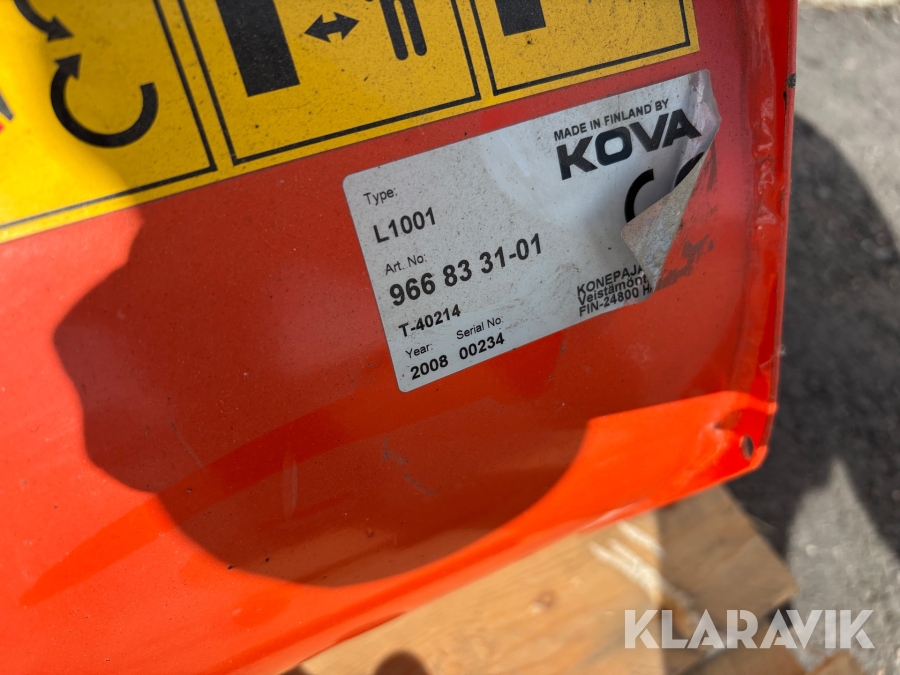 MADE IN FINLAND BY
KOVA
Type:
L1001
Art. No:
966 83 31-01
T-40214
Year: Serial No:
2008 00234
KONEPAJA
FIN-24800
KLARAVIK